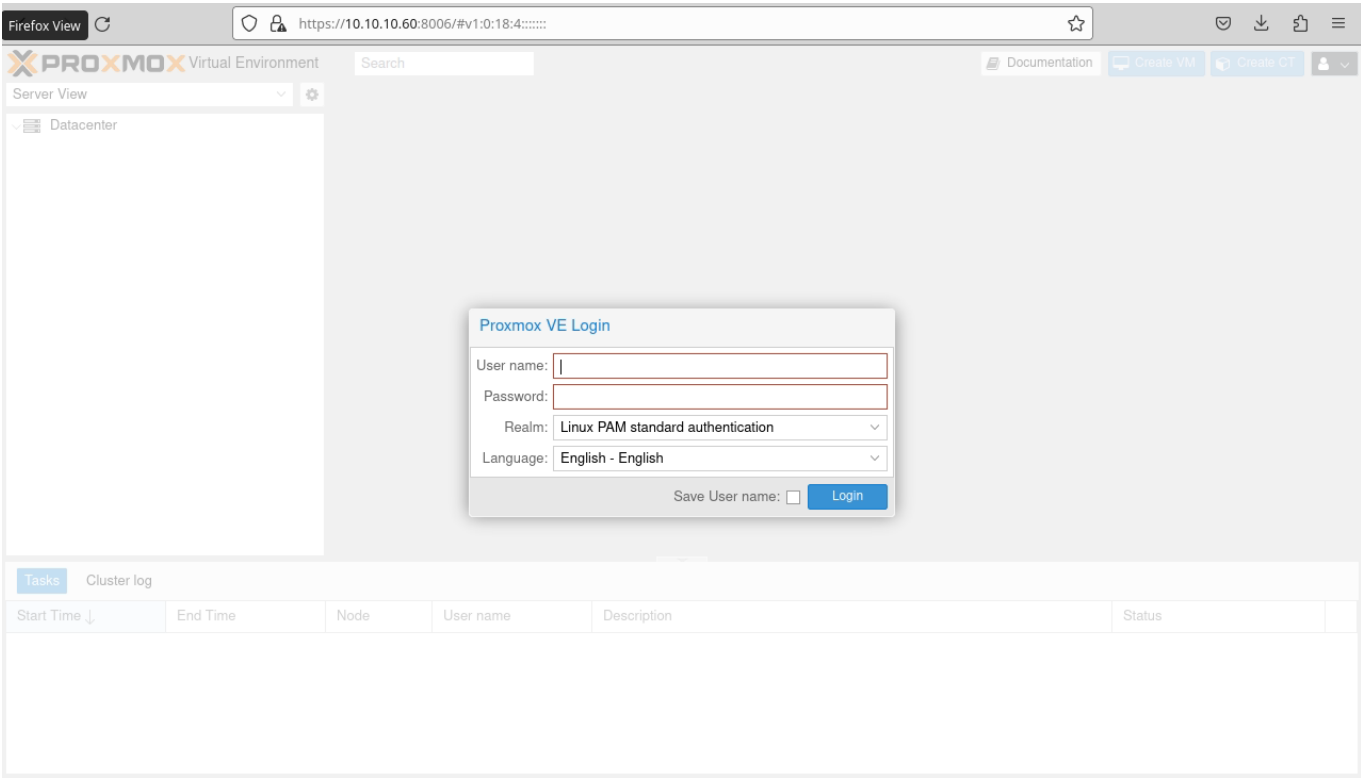 Firefox View
https://10.10.10.60:8006/#v1:0:18:4:::::::
PROXMOX Virtual Environment Search Documentation Create VM Create CT
Server View
Datacenter
Proxmox VE Login
User name:
Password:
Realm: Linux PAM standard authentication
Language: English - English
Save User name: Login
Tasks Cluster log
Start Time End Time Node User name Description Status